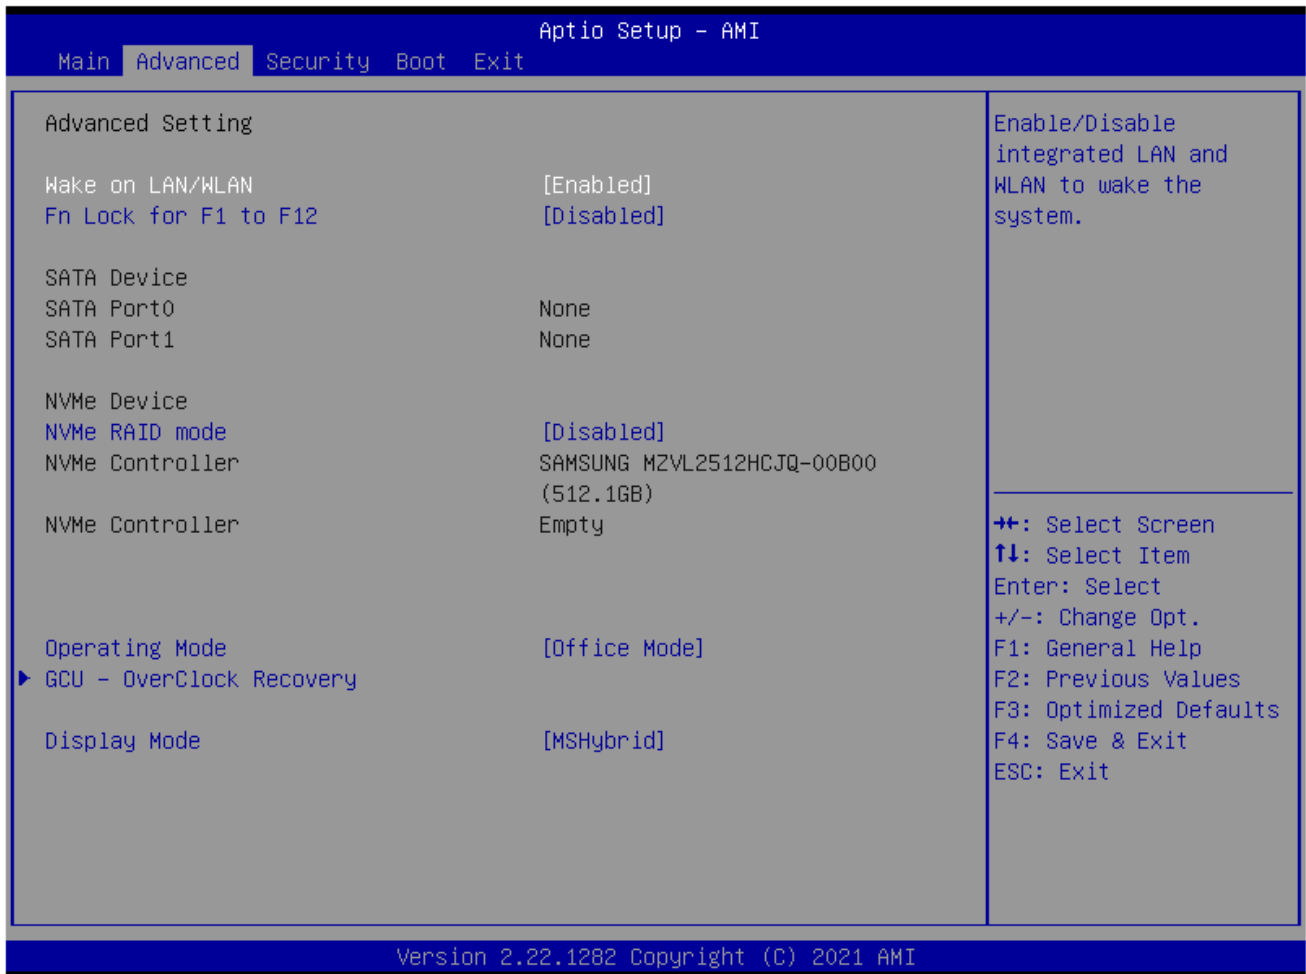 Aptio Setup – AMI
Main Advanced Security Boot Exit
Advanced Setting
Wake on LAN/WLAN [Enabled]
Fn Lock for F1 to F12 [Disabled]
SATA Device
SATA Port0 None
SATA Port1 None
NVMe Device
NVMe RAID mode [Disabled]
NVMe Controller SAMSUNG MZVL2512HCJQ-00B00
(512.1GB)
NVMe Controller Empty
Operating Mode [Office Mode]
GCU – OverClock Recovery
Display Mode [MSHybrid]
Enable/Disable
integrated LAN and
WLAN to wake the
system.
→←: Select Screen
↑↓: Select Item
Enter: Select
+/-: Change Opt.
F1: General Help
F2: Previous Values
F3: Optimized Defaults
F4: Save & Exit
ESC: Exit
Version 2.22.1282 Copyright (C) 2021 AMI